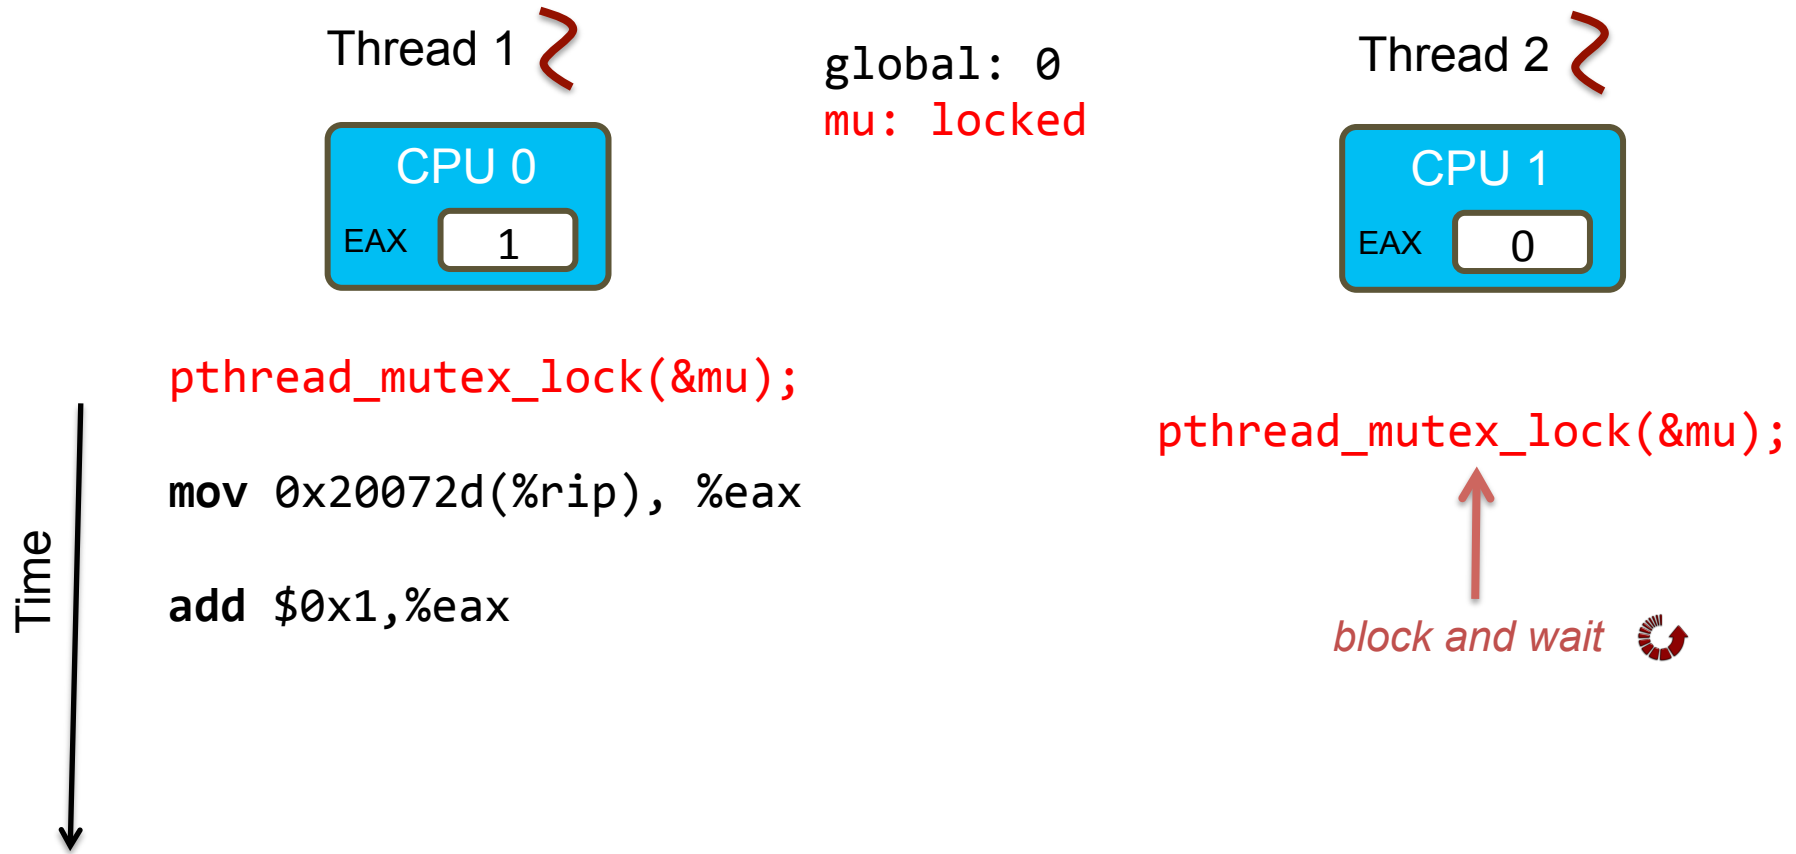 Thread 1
global: 0
mu: locked
Thread 2
CPU 0
EAX 1
CPU 1
EAX 0
pthread_mutex_lock(&mu);
pthread_mutex_lock(&mu);
mov 0x20072d(%rip), %eax
add $0x1,%eax
block and wait
Time